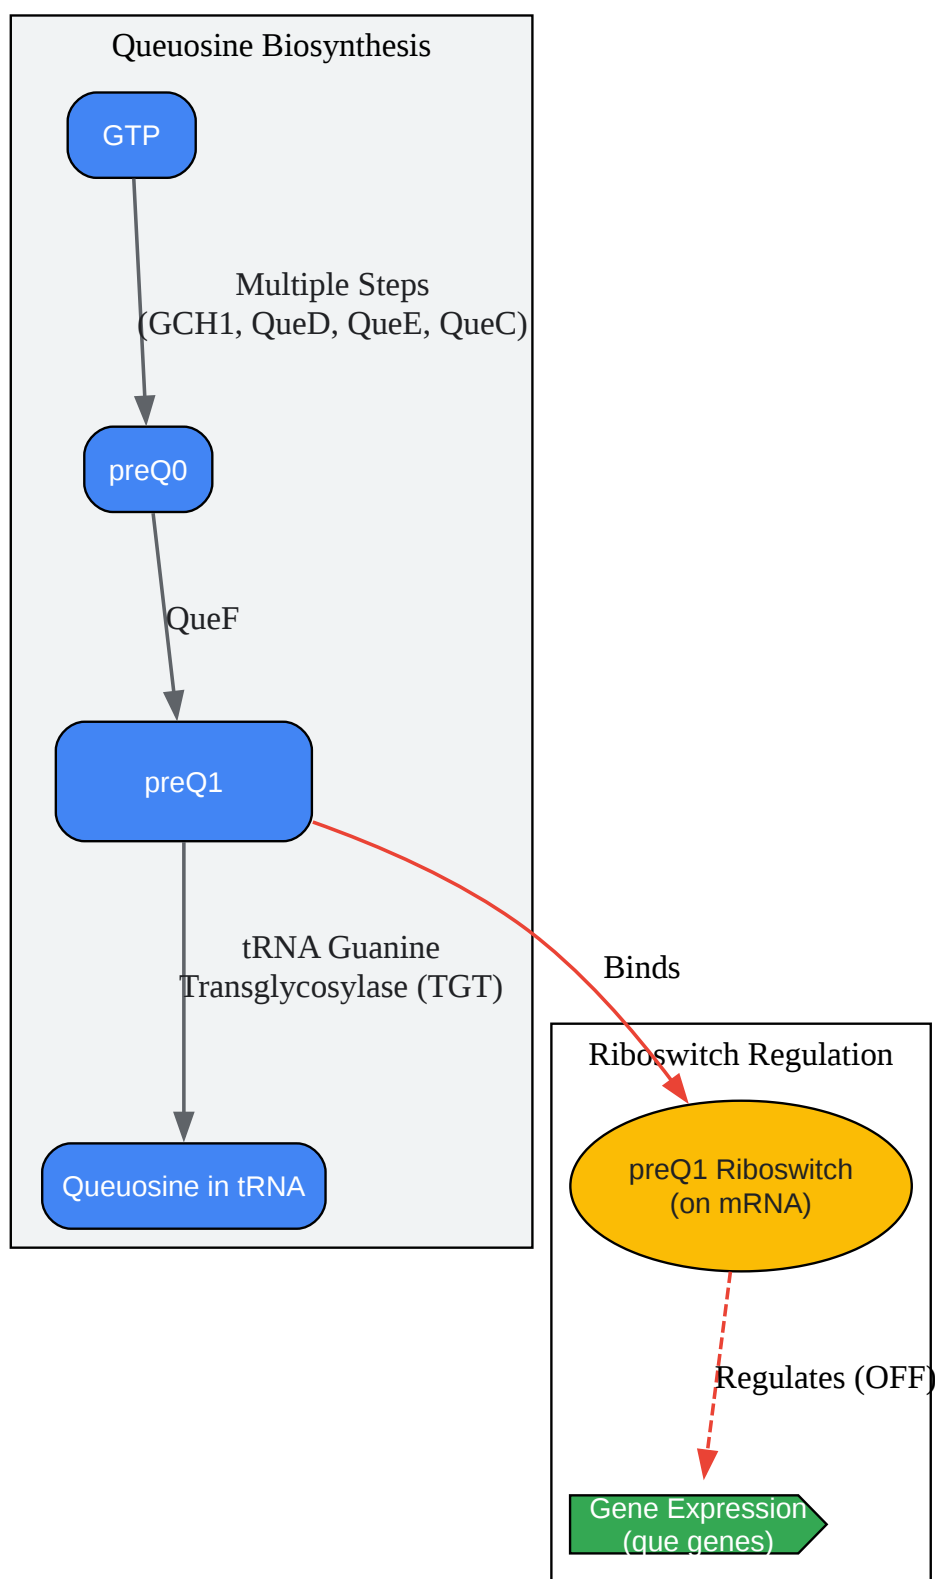 Queuosine Biosynthesis
GTP
Multiple Steps
(GCH1, QueD, QueE, QueC)
preQ0
QueF
preQ1
tRNA Guanine
Transglycosylase (TGT)
Queuosine in tRNA
Binds
Riboswitch Regulation
preQ1 Riboswitch
(on mRNA)
Regulates (OFF)
Gene Expression
(que genes)